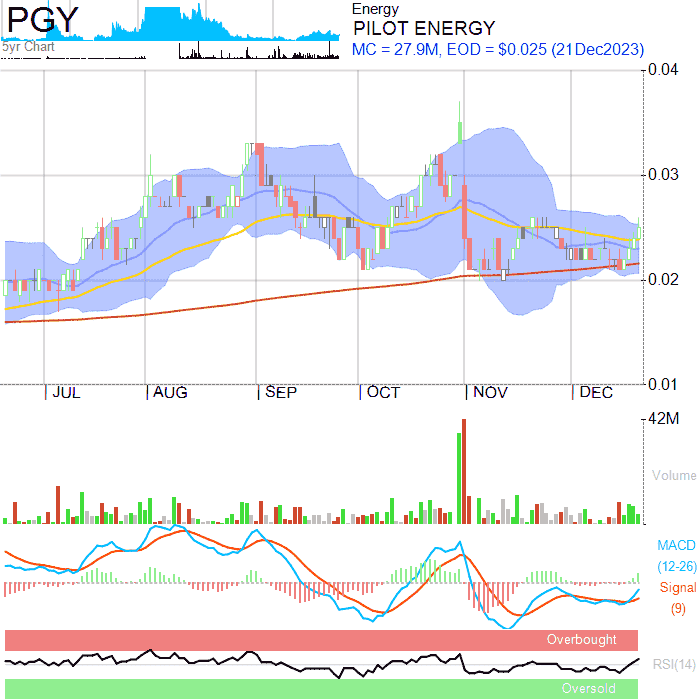 PGY
5yr Chart
Energy
PILOT ENERGY
MC = 27.9M, EOD = $0.025 (21Dec2023)
0.04
0.03
0.02
0.01
JUL AUG SEP OCT NOV DEC
42M
Volume
MACD
(12-26)
Signal
(9)
Overbought
RSI(14)
Oversold